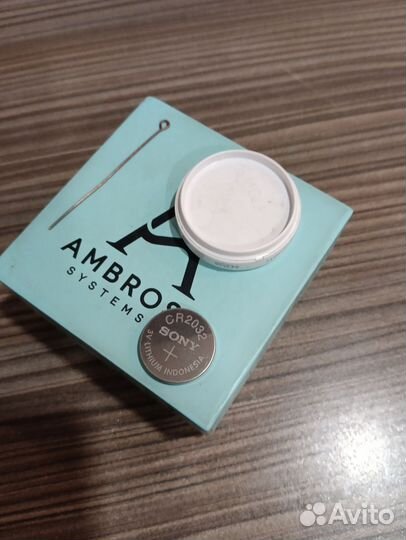 AMBROS
SYSTEMS
CR2032
SONY
+
3V LITHIUM INDONESIA
Avito